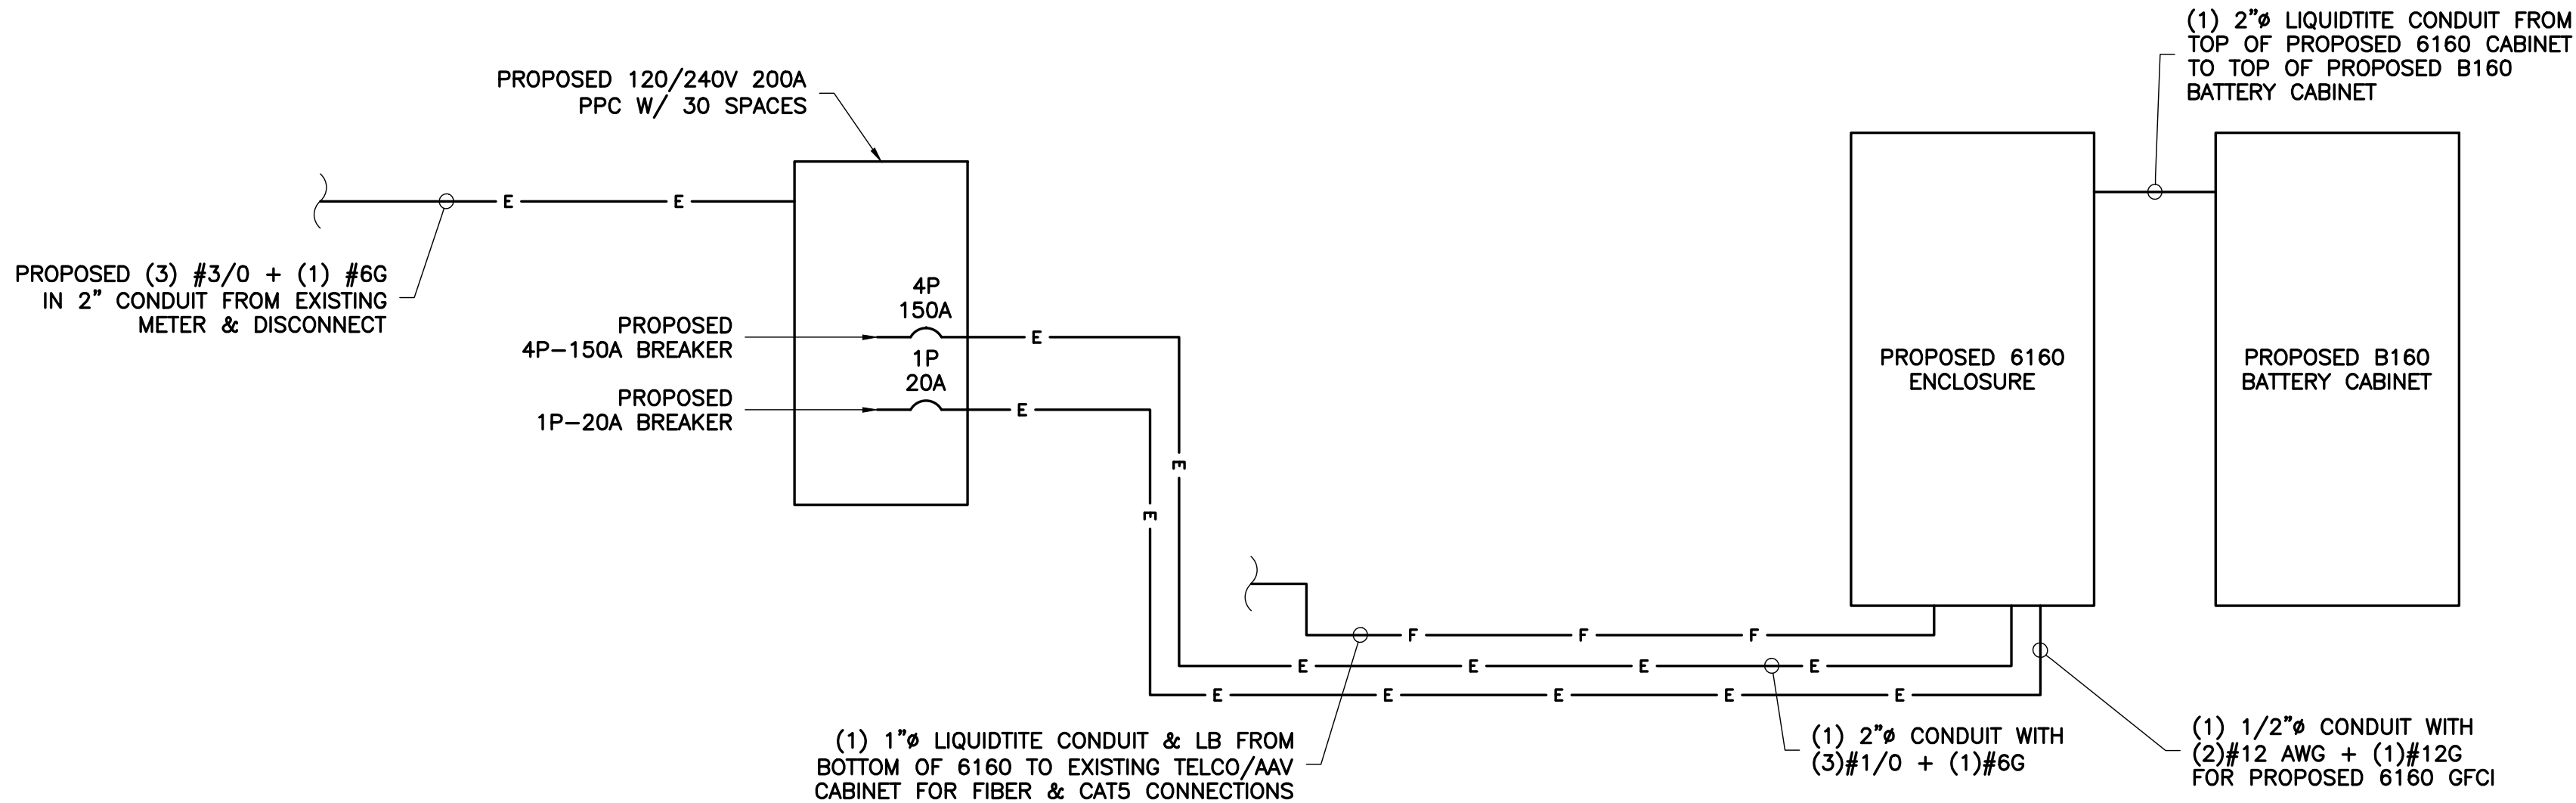 (1) 2"ø LIQUIDTITE CONDUIT FROM
TOP OF PROPOSED 6160 CABINET
TO TOP OF PROPOSED B160
BATTERY CABINET
PROPOSED 120/240V 200A
PPC W/ 30 SPACES
E E
PROPOSED (3) #3/0 + (1) #6G
IN 2" CONDUIT FROM EXISTING
METER & DISCONNECT
4P
150A
PROPOSED
4P-150A BREAKER
E
1P
20A
PROPOSED
1P-20A BREAKER
E
E
E
PROPOSED 6160
ENCLOSURE
PROPOSED B160
BATTERY CABINET
F F F
E E E E
E E E E E
(1) 1"ø LIQUIDTITE CONDUIT & LB FROM
BOTTOM OF 6160 TO EXISTING TELCO/AAV
CABINET FOR FIBER & CAT5 CONNECTIONS
(1) 2"ø CONDUIT WITH
(3)#1/0 + (1)#6G
(1) 1/2"ø CONDUIT WITH
(2)#12 AWG + (1)#12G
FOR PROPOSED 6160 GFCI